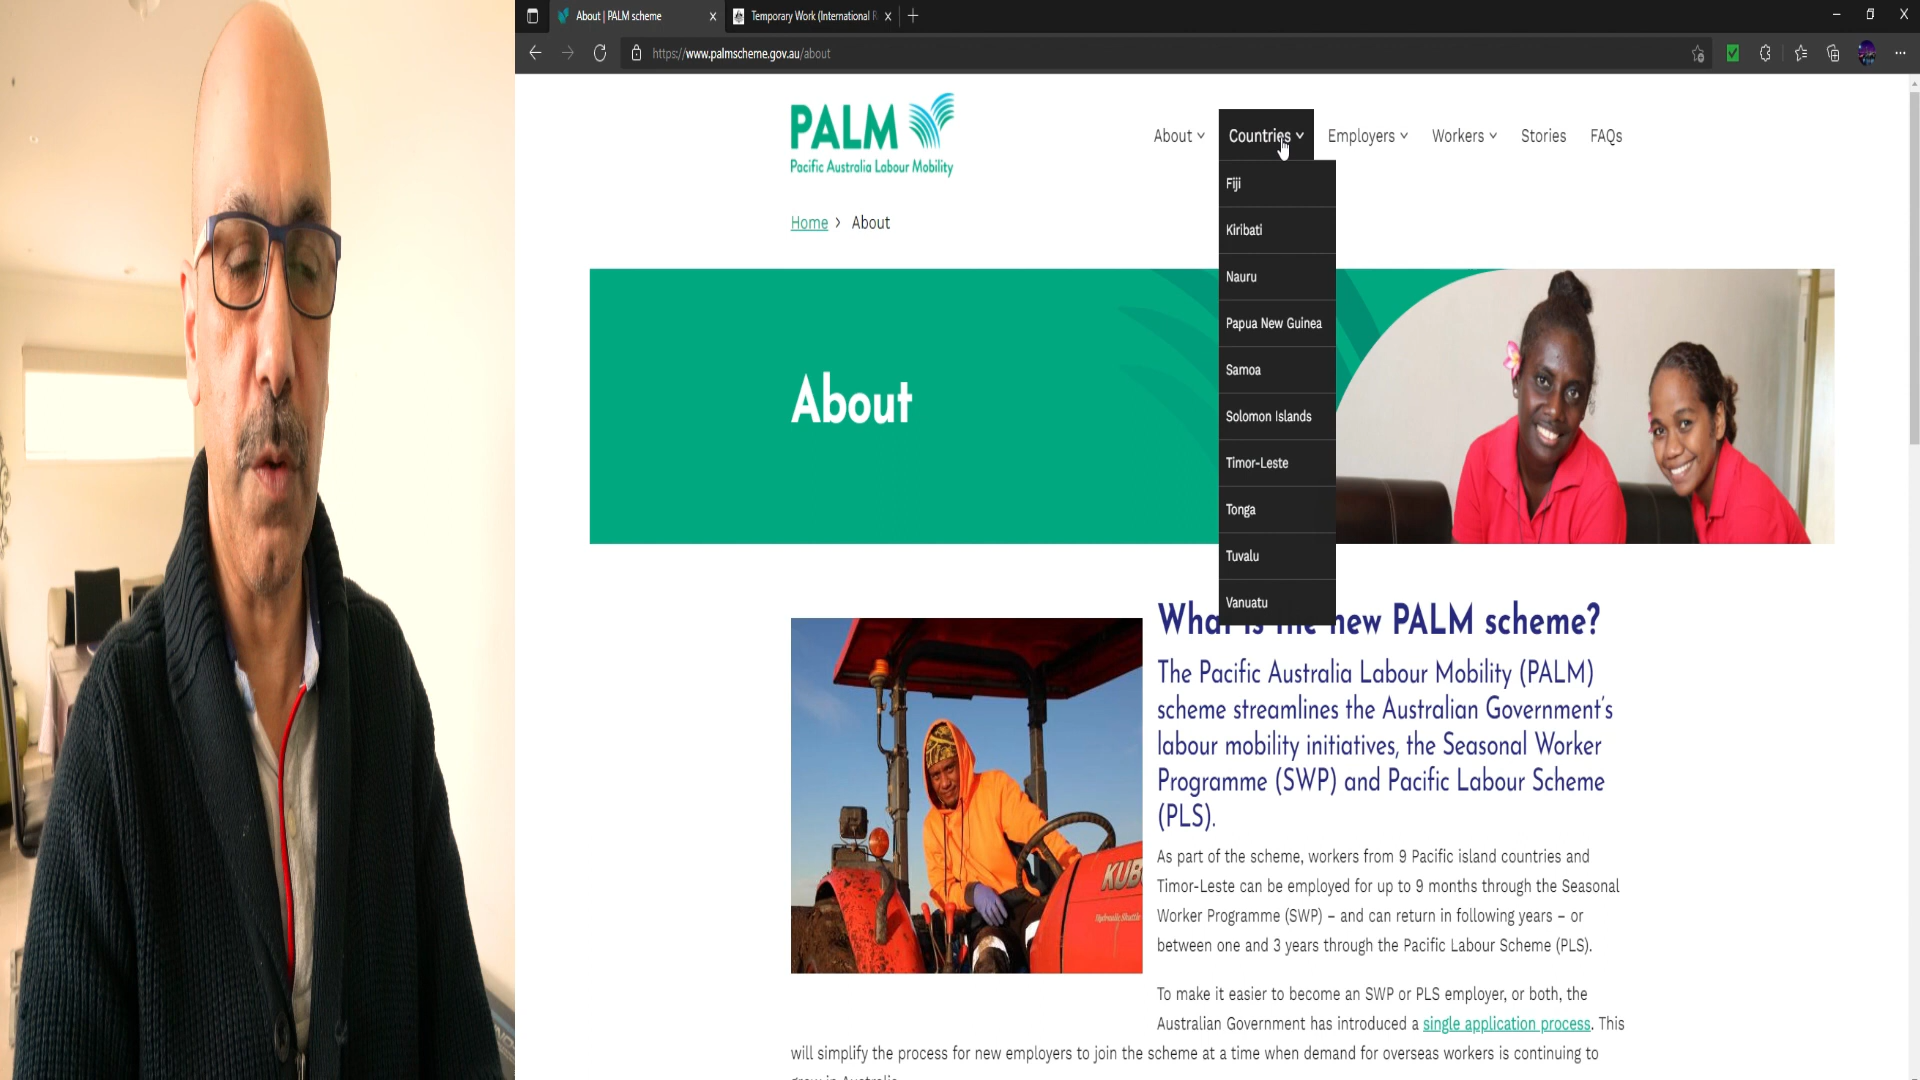 About | PALM scheme
Temporary Work (International R
https://www.palmscheme.gov.au/about
PALM
Pacific Australia Labour Mobility
About
Countries
Employers
Workers
Stories
FAQs
Fiji
Kiribati
Nauru
Papua New Guinea
Samoa
Solomon Islands
Timor-Leste
Tonga
Tuvalu
Vanuatu
Home > About
About
What is the new PALM scheme?
The Pacific Australia Labour Mobility (PALM)
scheme streamlines the Australian Government's
labour mobility initiatives, the Seasonal Worker
Programme (SWP) and Pacific Labour Scheme
(PLS).
As part of the scheme, workers from 9 Pacific island countries and
Timor-Leste can be employed for up to 9 months through the Seasonal
Worker Programme (SWP) – and can return in following years – or
between one and 3 years through the Pacific Labour Scheme (PLS).
To make it easier to become an SWP or PLS employer, or both, the
Australian Government has introduced a single application process. This
will simplify the process for new employers to join the scheme at a time when demand for overseas workers is continuing to
KUB
Hydraulic Shuttle